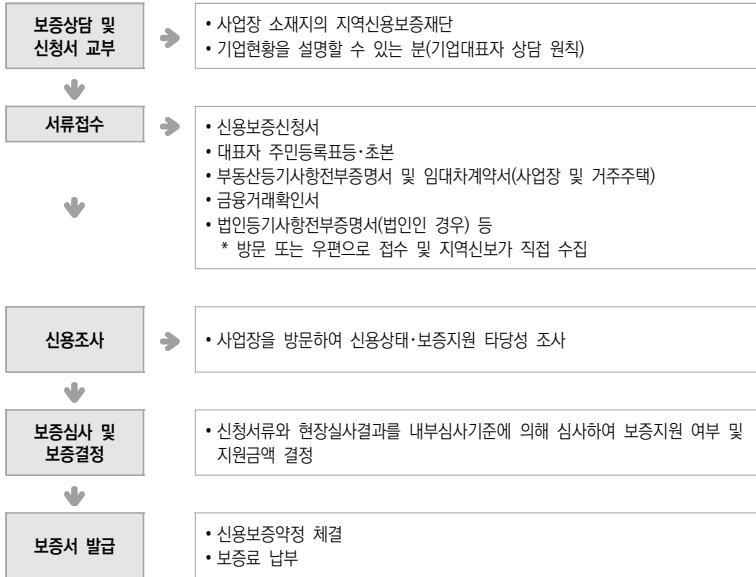 보증상담 및
신청서 교부
• 사업장 소재지의 지역신용보증재단
• 기업현황을 설명할 수 있는 분(기업대표자 상담 원칙)
서류접수
• 신용보증신청서
• 대표자 주민등록표등·초본
• 부동산등기사항전부증명서 및 임대차계약서(사업장 및 거주주택)
• 금융거래확인서
• 법인등기사항전부증명서(법인인 경우) 등
* 방문 또는 우편으로 접수 및 지역신보가 직접 수집
신용조사
• 사업장을 방문하여 신용상태·보증지원 타당성 조사
보증심사 및
보증결정
• 신청서류와 현장실사결과를 내부심사기준에 의해 심사하여 보증지원 여부 및
지원금액 결정
보증서 발급
• 신용보증약정 체결
• 보증료 납부